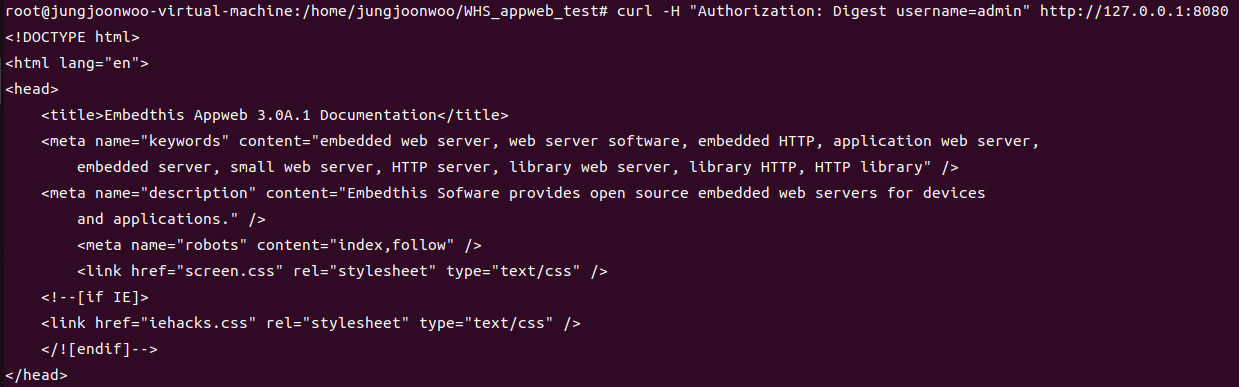 root@jungjoonwoo-virtual-machine:/home/jungjoonwoo/WHS_appweb_test# curl -H "Authorization: Digest username=admin" http://127.0.0.1:8080
<!DOCTYPE html>
<html lang="en">
<head>
    <title>Embedthis Appweb 3.0A.1 Documentation</title>
    <meta name="keywords" content="embedded web server, web server software, embedded HTTP, application web server,
        embedded server, small web server, HTTP server, library web server, library HTTP, HTTP library" />
    <meta name="description" content="Embedthis Sofware provides open source embedded web servers for devices
        and applications." />
        <meta name="robots" content="index,follow" />
        <link href="screen.css" rel="stylesheet" type="text/css" />
    <!--[if IE]>
    <link href="iehacks.css" rel="stylesheet" type="text/css" />
    </![endif]-->
</head>